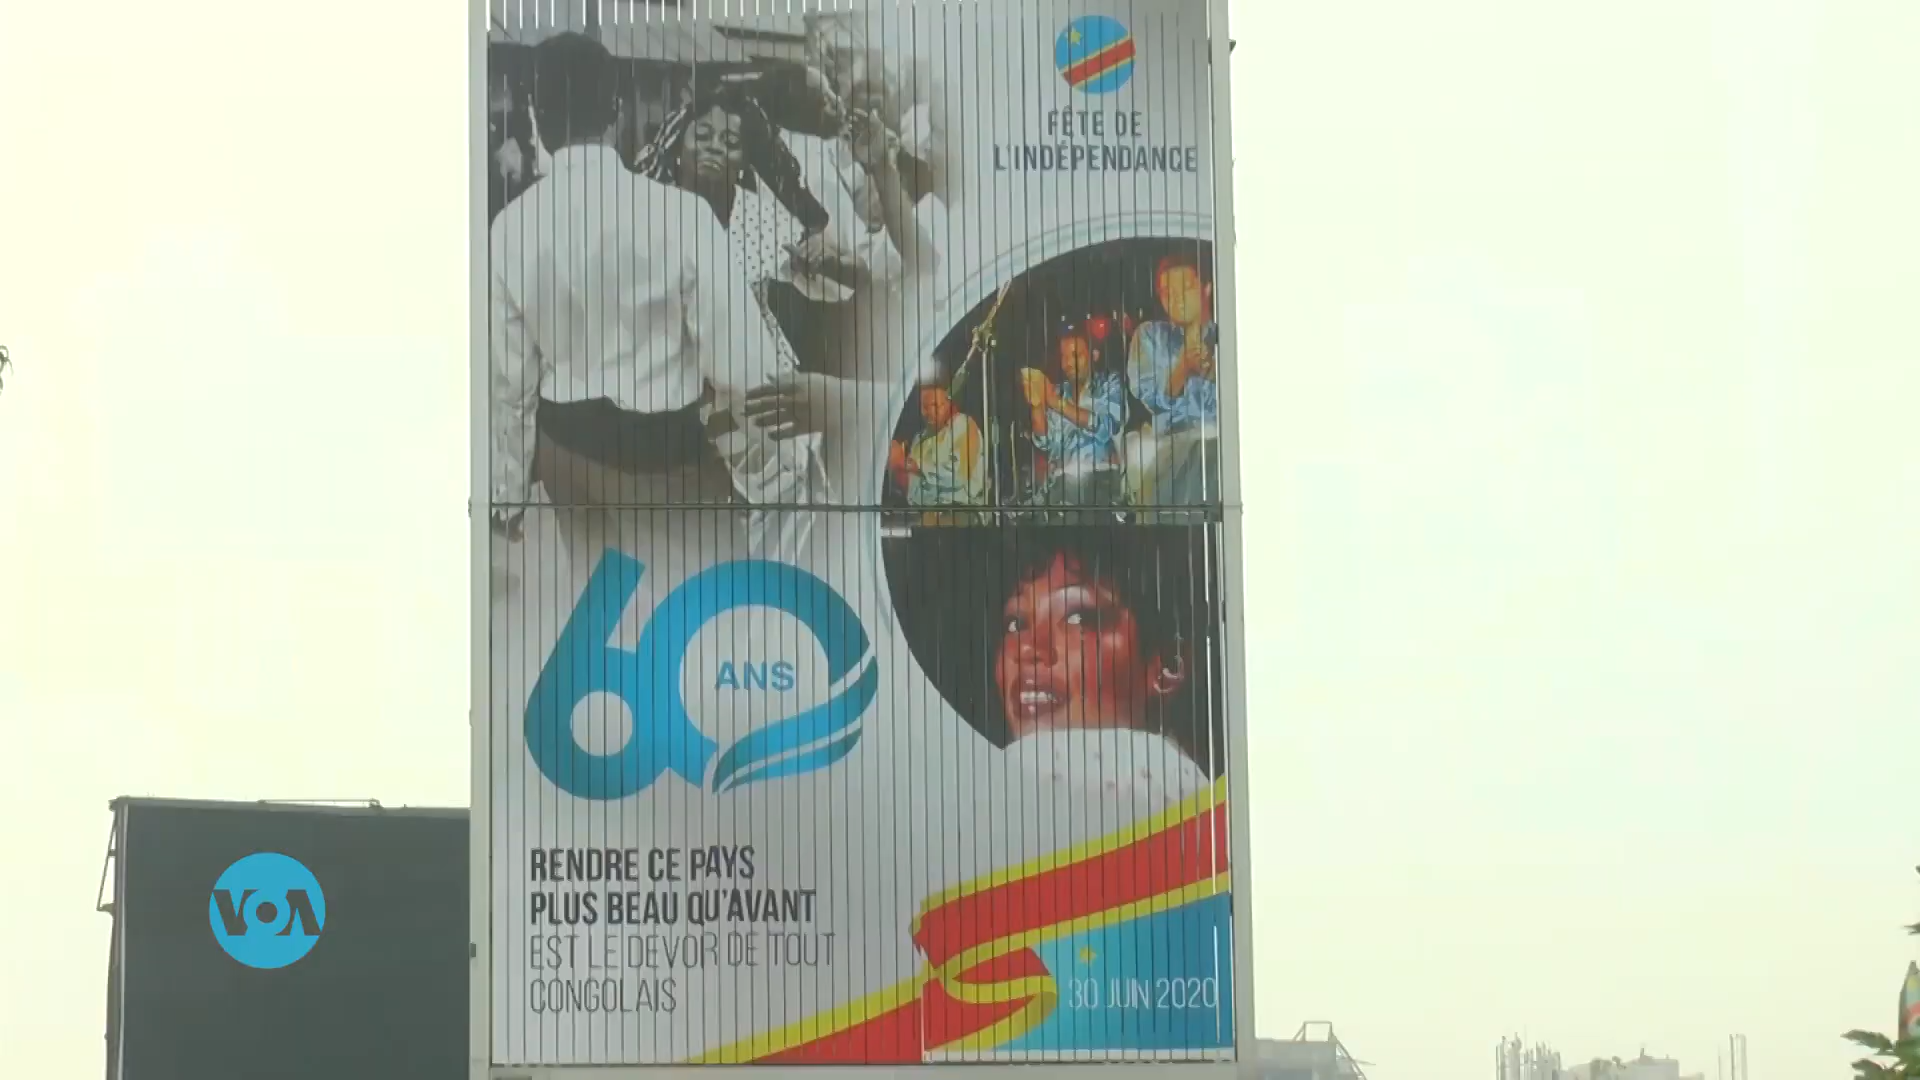 FÊTE DE
L'INDÉPENDANCE
60
ANS
RENDRE CE PAYS
PLUS BEAU QU'AVANT
EST LE DEVOR DE TOUT
CONGOLAIS
30 JUIN 2020
VOA